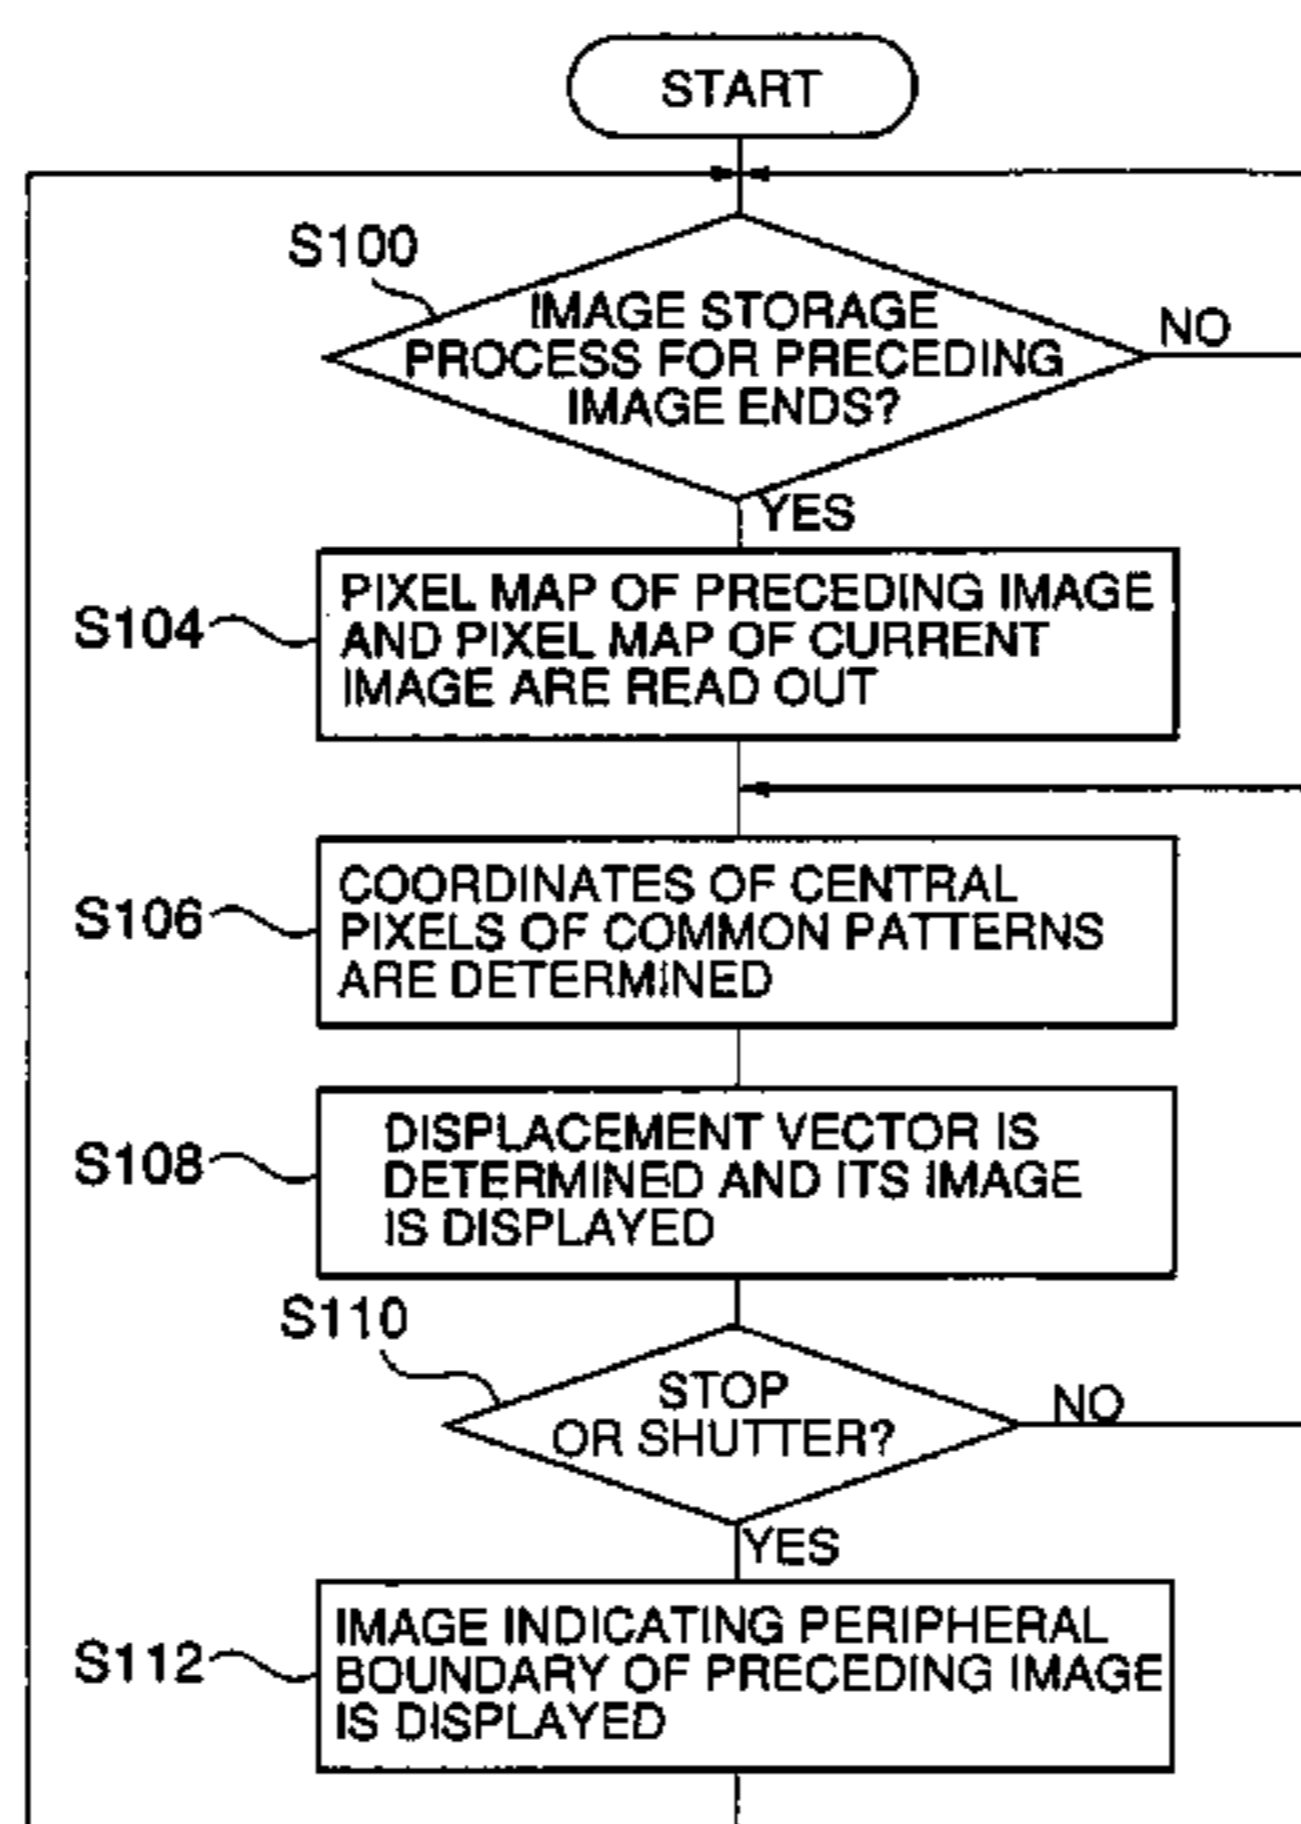 START
S100
IMAGE STORAGE
PROCESS FOR PRECEDING
IMAGE ENDS?
NO
YES
S104
PIXEL MAP OF PRECEDING IMAGE
AND PIXEL MAP OF CURRENT
IMAGE ARE READ OUT
S106
COORDINATES OF CENTRAL
PIXELS OF COMMON PATTERNS
ARE DETERMINED
S108
DISPLACEMENT VECTOR IS
DETERMINED AND ITS IMAGE
IS DISPLAYED
S110
STOP
OR SHUTTER?
NO
YES
S112
IMAGE INDICATING PERIPHERAL
BOUNDARY OF PRECEDING IMAGE
IS DISPLAYED